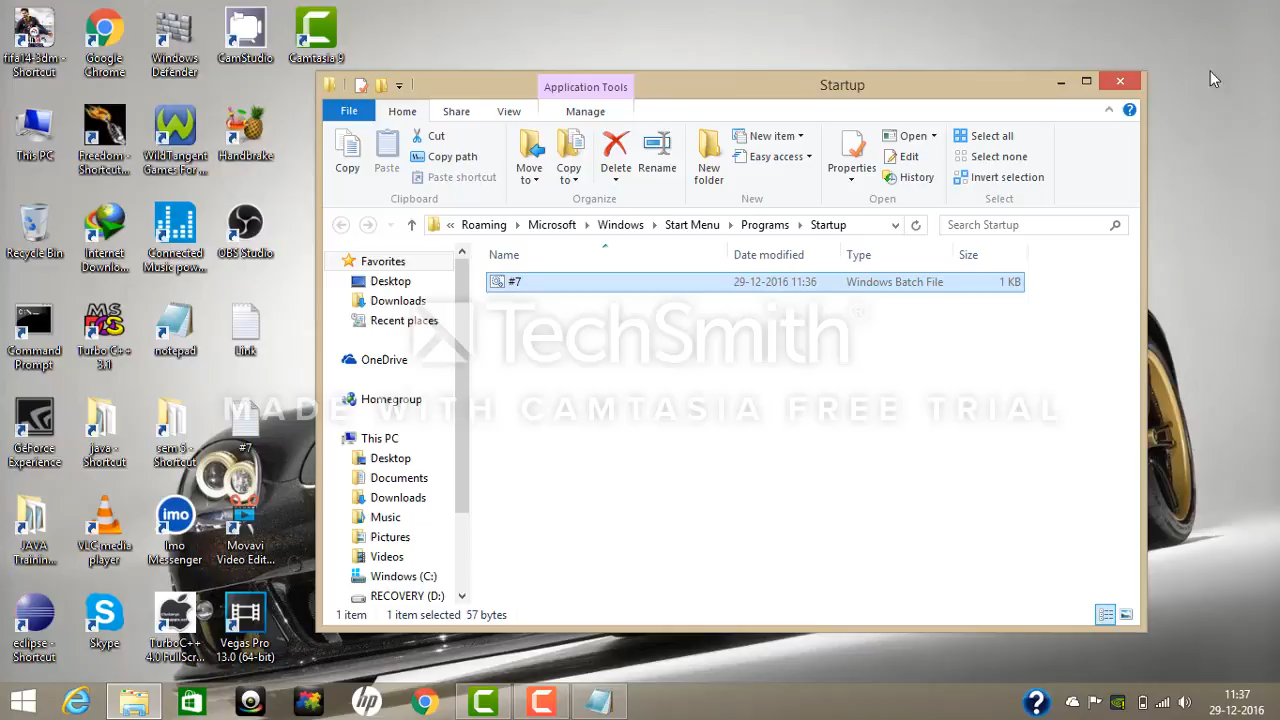 fifa14-3dm - Shortcut
Google Chrome
Windows Defender
CamStudio
Camtasia 9
This PC
Freedom - Shortcut...
WildTangent Games For ...
Handbrake
Recycle Bin
Internet Downlo...
Connected Music pow...
OBS Studio
Command Prompt
Turbo C++ 3.1
notepad
Link
GeForce Experience
java - Shortcut
sem 6 - Shortcut
#7
JAVA Trainin...
VLC media player
Imo Messenger
Movavi Video Edit...
eclipse - Shortcut
Skype
TurboC++ 4.0 FullScr...
Vegas Pro 13.0 (64-bit)
Application Tools
Startup
File
Home
Share
View
Manage
Copy
Paste
Cut
Copy path
Paste shortcut
Clipboard
Move to
Copy to
Delete
Rename
Organize
New folder
New item
Easy access
New
Properties
Open
Edit
History
Open
Select all
Select none
Invert selection
Select
« Roaming Microsoft Windows Start Menu Programs Startup
Search Startup
Name Date modified Type Size
#7 29-12-2016 11:36 Windows Batch File 1 KB
Favorites
Desktop
Downloads
Recent places
OneDrive
Homegroup
This PC
Desktop
Documents
Downloads
Music
Pictures
Videos
Windows (C:)
RECOVERY (D:)
TechSmith®
MADE WITH CAMTASIA FREE TRIAL
1 item 1 item selected 57 bytes
imo
hp
11:37
29-12-2016